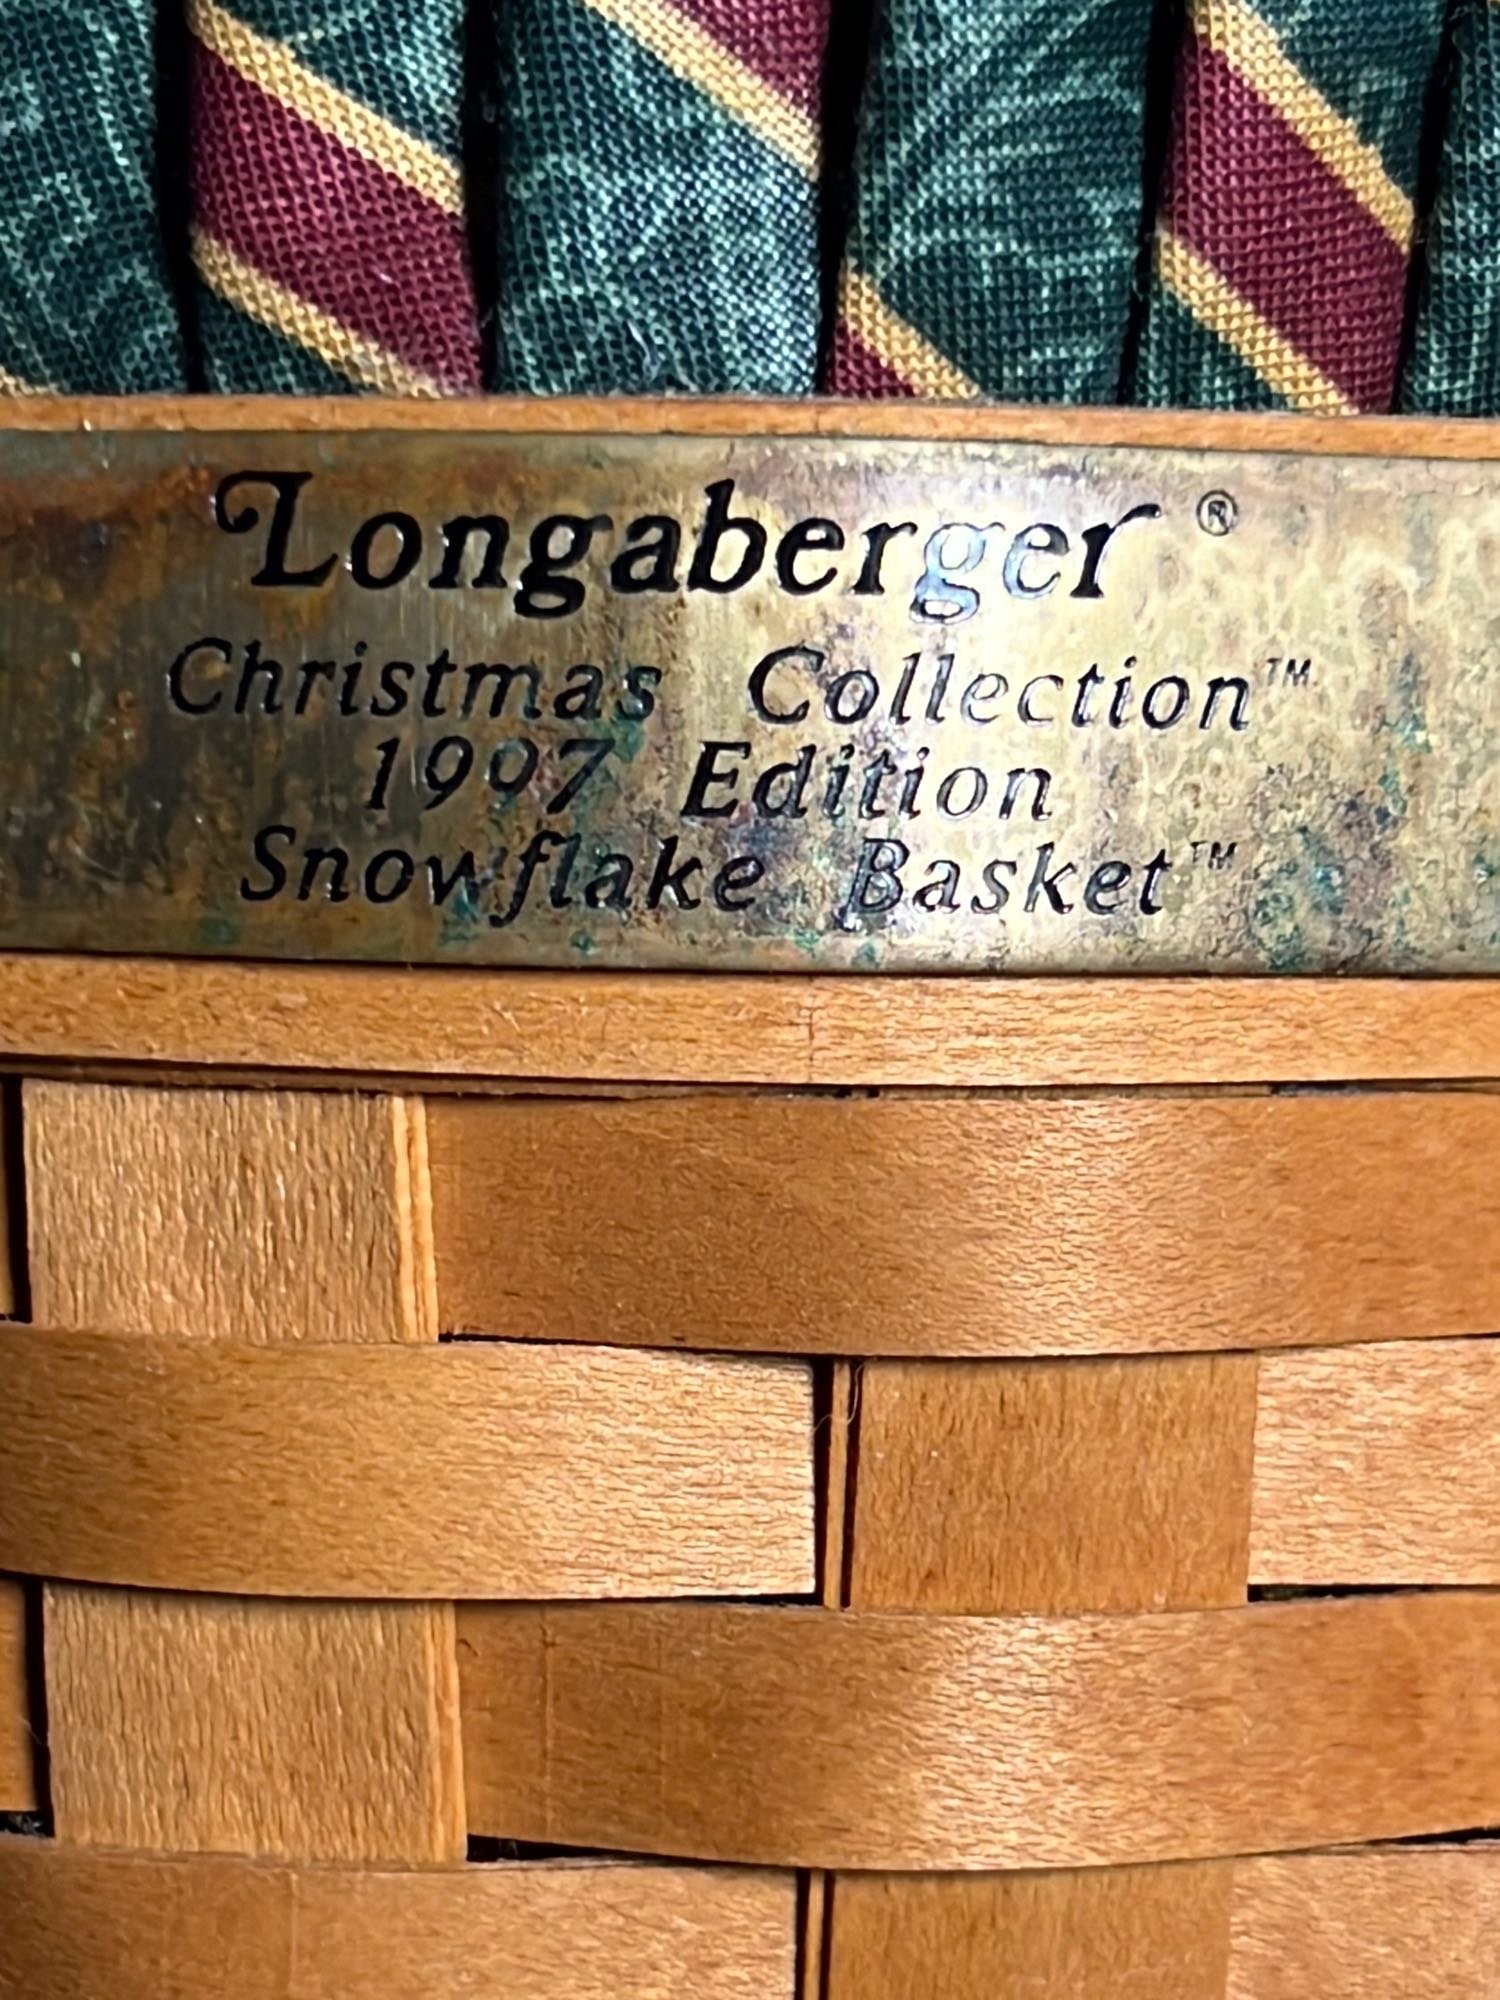 Longaberger ®
Christmas Collection™
1997 Edition
Snowflake Basket™